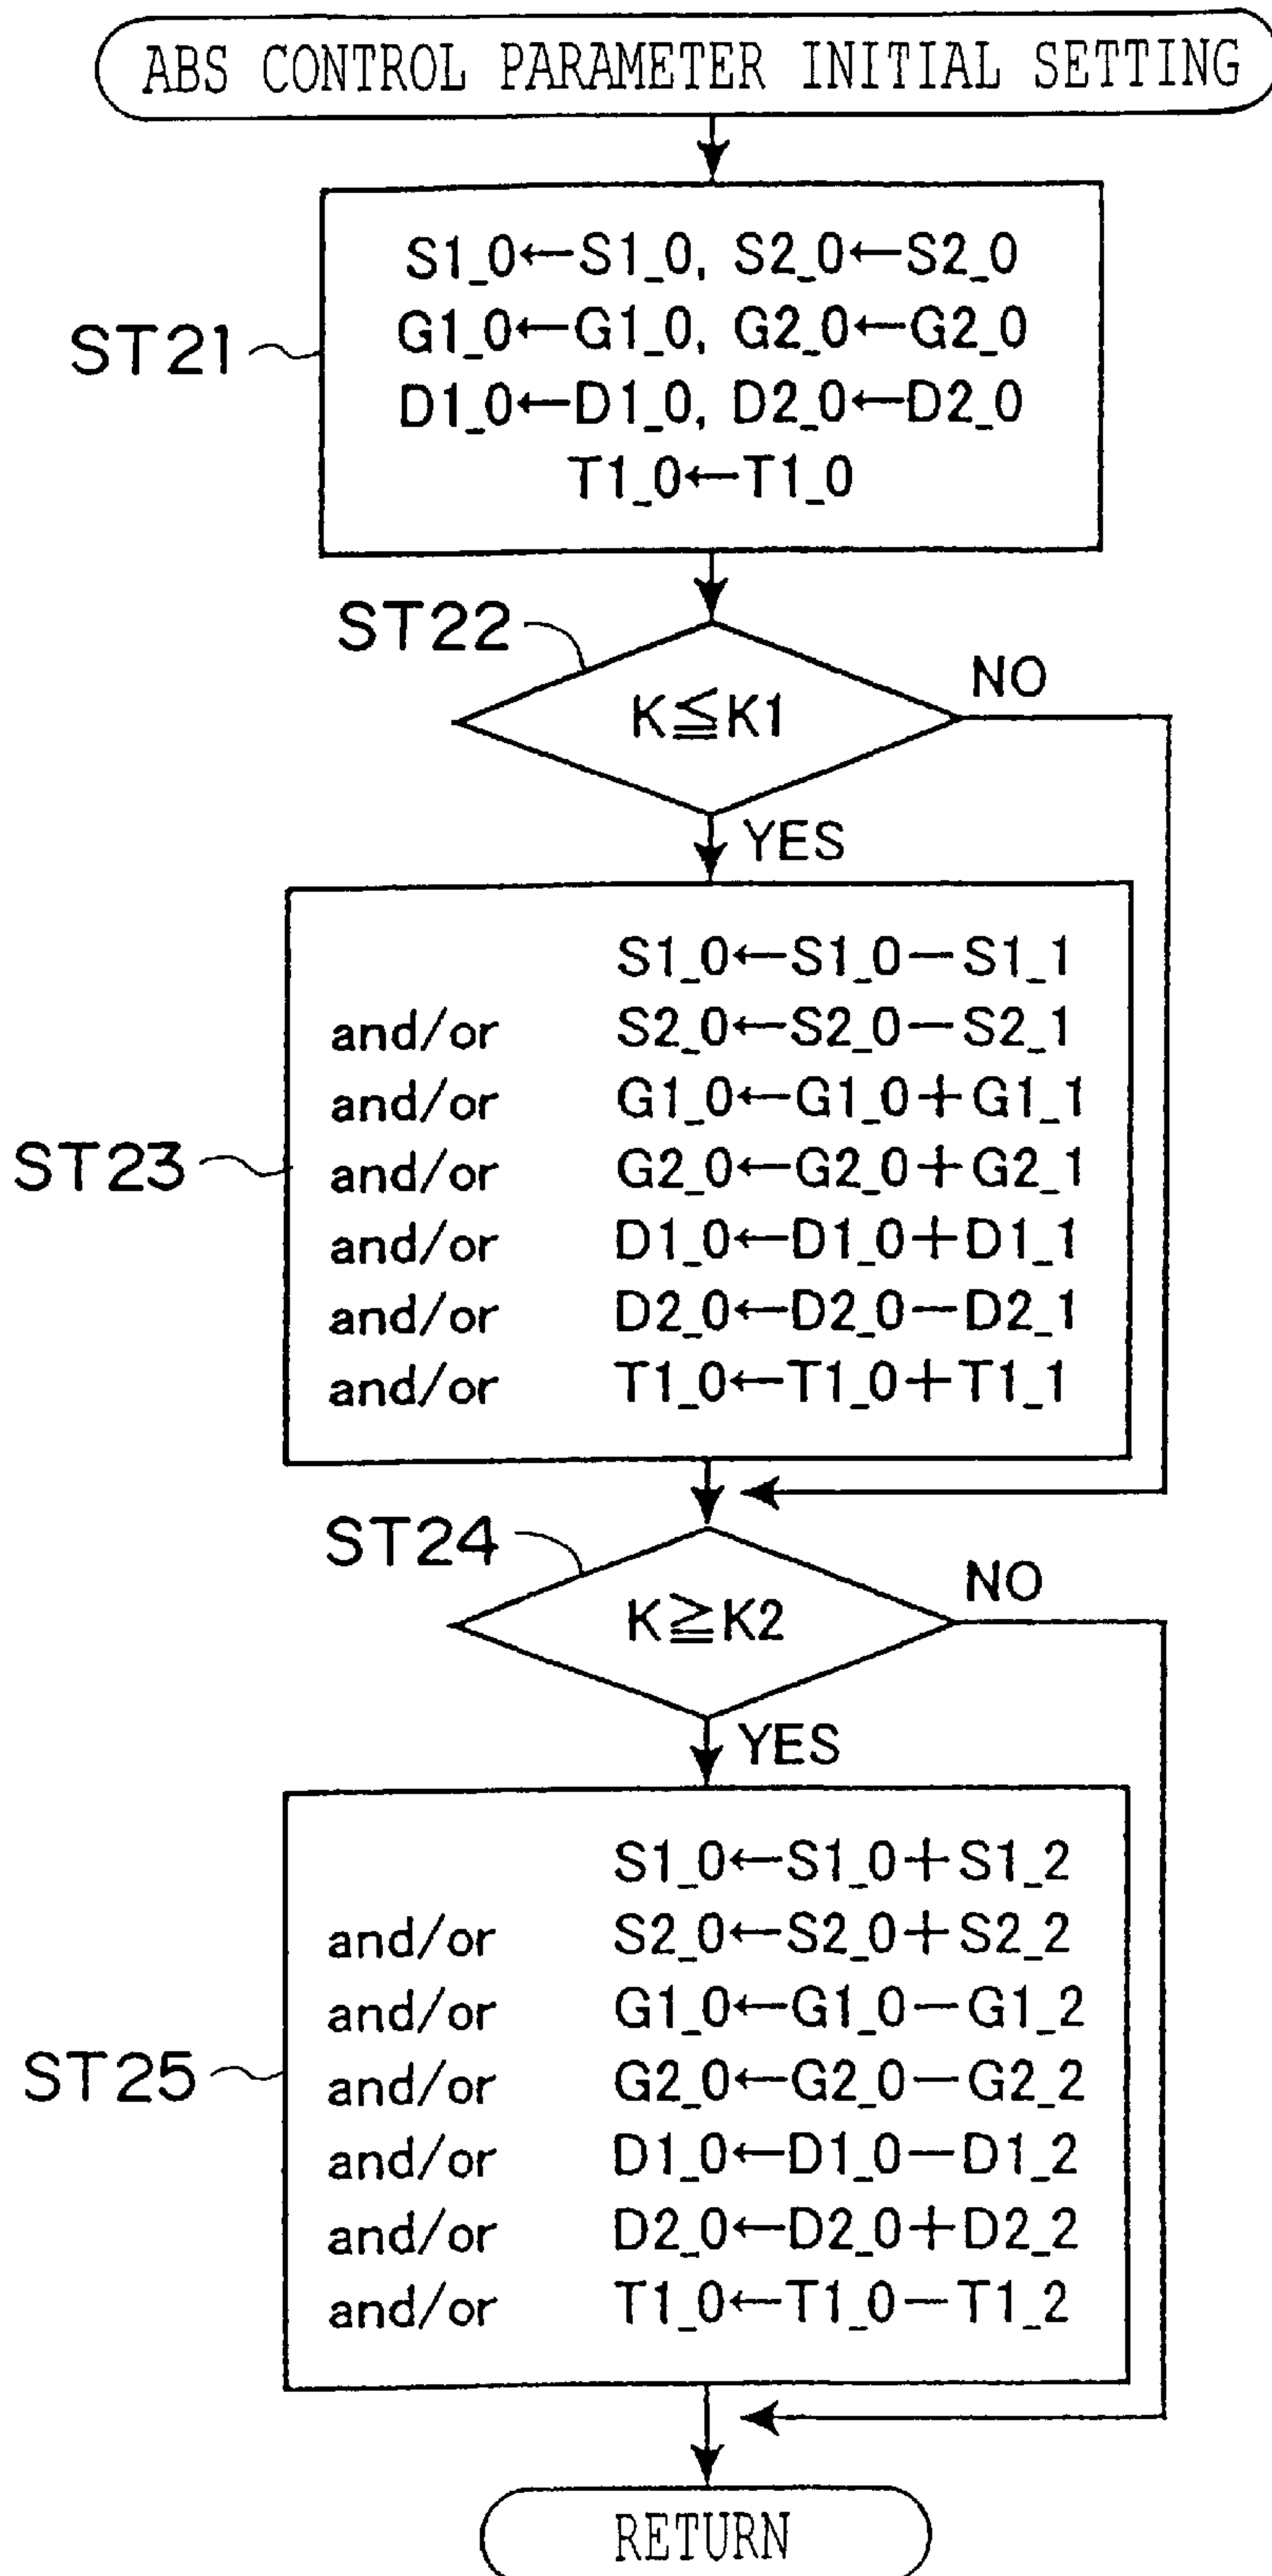 ABS CONTROL PARAMETER INITIAL SETTING
S1_0←S1_0, S2_0←S2_0
G1_0←G1_0, G2_0←G2_0
ST21
D1_0←D1_0, D2_0←D2_0
T1_0←T1_0
ST22
NO
K≦K1
YES
S1_0←S1_0－S1_1
and/or S2_0←S2_0－S2_1
and/or G1_0←G1_0＋G1_1
ST23
and/or G2_0←G2_0＋G2_1
and/or D1_0←D1_0＋D1_1
and/or D2_0←D2_0－D2_1
and/or T1_0←T1_0＋T1_1
ST24
NO
K≧K2
YES
S1_0←S1_0＋S1_2
and/or S2_0←S2_0＋S2_2
and/or G1_0←G1_0－G1_2
ST25
and/or G2_0←G2_0－G2_2
and/or D1_0←D1_0－D1_2
and/or D2_0←D2_0＋D2_2
and/or T1_0←T1_0－T1_2
RETURN